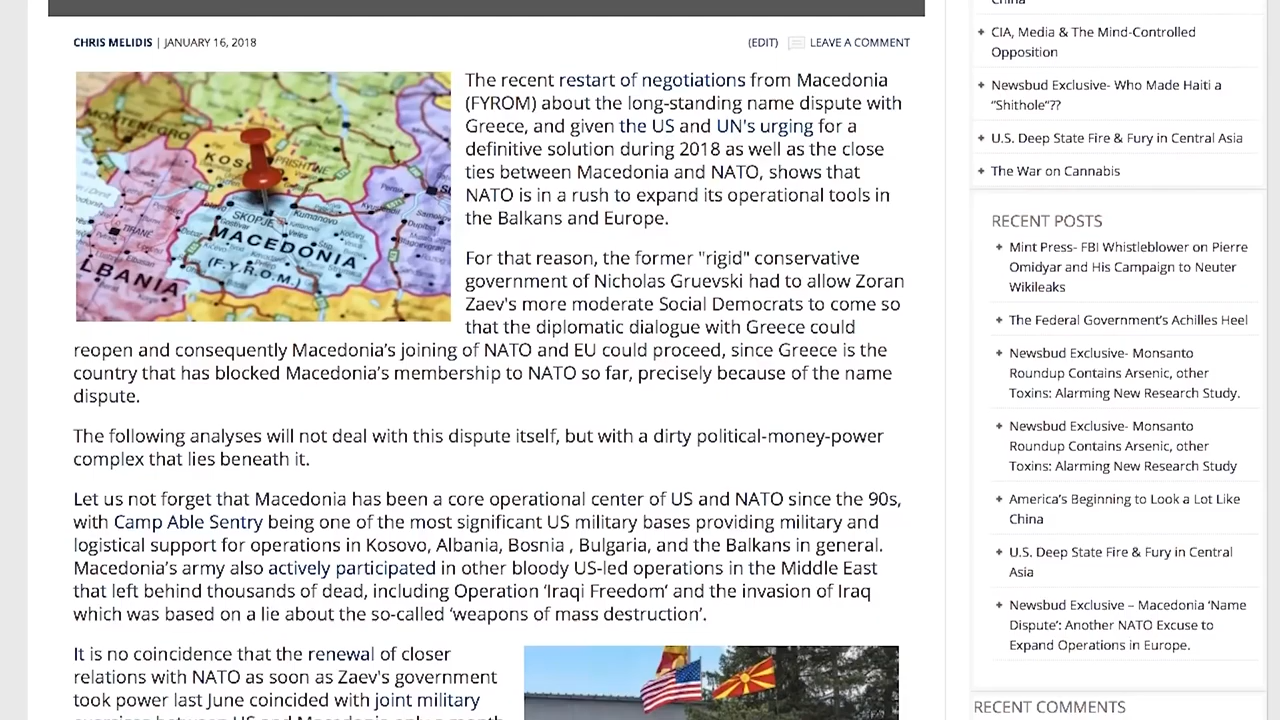 CHRIS MELIDIS | JANUARY 16, 2018
(EDIT) LEAVE A COMMENT
The recent restart of negotiations from Macedonia
(FYROM) about the long-standing name dispute with
Greece, and given the US and UN's urging for a
definitive solution during 2018 as well as the close
ties between Macedonia and NATO, shows that
NATO is in a rush to expand its operational tools in
the Balkans and Europe.
For that reason, the former "rigid" conservative
government of Nicholas Gruevski had to allow Zoran
Zaev's more moderate Social Democrats to come so
that the diplomatic dialogue with Greece could
reopen and consequently Macedonia’s joining of NATO and EU could proceed, since Greece is the
country that has blocked Macedonia’s membership to NATO so far, precisely because of the name
dispute.
The following analyses will not deal with this dispute itself, but with a dirty political-money-power
complex that lies beneath it.
Let us not forget that Macedonia has been a core operational center of US and NATO since the 90s,
with Camp Able Sentry being one of the most significant US military bases providing military and
logistical support for operations in Kosovo, Albania, Bosnia , Bulgaria, and the Balkans in general.
Macedonia’s army also actively participated in other bloody US-led operations in the Middle East
that left behind thousands of dead, including Operation ‘Iraqi Freedom‘ and the invasion of Iraq
which was based on a lie about the so-called ‘weapons of mass destruction’.
It is no coincidence that the renewal of closer
relations with NATO as soon as Zaev's government
took power last June coincided with joint military
exercises between US and Macedonia only a month
MONTENEGRO
KOS
PRISHTINE
SKOPJE
Kumanovo
TIRANE
MACEDONIA
(F.Y.R.O.M.)
LBANIA
China
CIA, Media & The Mind-Controlled
Opposition
Newsbud Exclusive- Who Made Haiti a
“Shithole“??
U.S. Deep State Fire & Fury in Central Asia
The War on Cannabis
RECENT POSTS
Mint Press- FBI Whistleblower on Pierre
Omidyar and His Campaign to Neuter
Wikileaks
The Federal Government’s Achilles Heel
Newsbud Exclusive- Monsanto
Roundup Contains Arsenic, other
Toxins: Alarming New Research Study.
Newsbud Exclusive- Monsanto
Roundup Contains Arsenic, other
Toxins: Alarming New Research Study
America’s Beginning to Look a Lot Like
China
U.S. Deep State Fire & Fury in Central
Asia
Newsbud Exclusive – Macedonia ‘Name
Dispute’: Another NATO Excuse to
Expand Operations in Europe.
RECENT COMMENTS